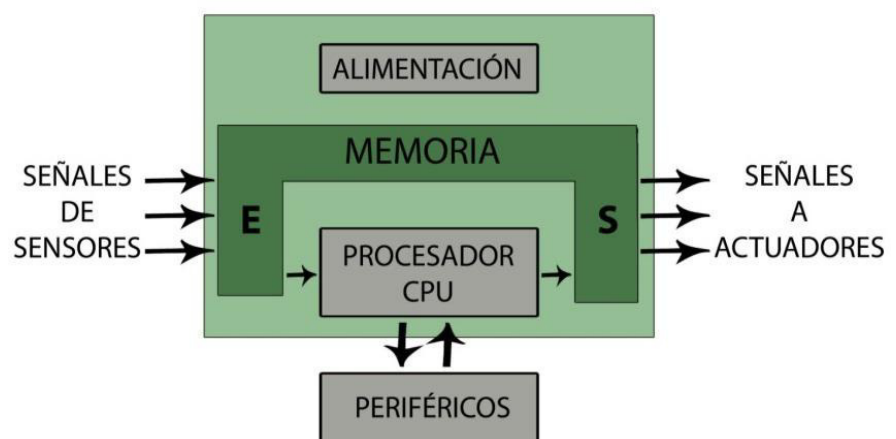 ALIMENTACIÓN
MEMORIA
SEÑALES
DE
SENSORES
E
S
SEÑALES
A
ACTUADORES
PROCESADOR
CPU
PERIFÉRICOS